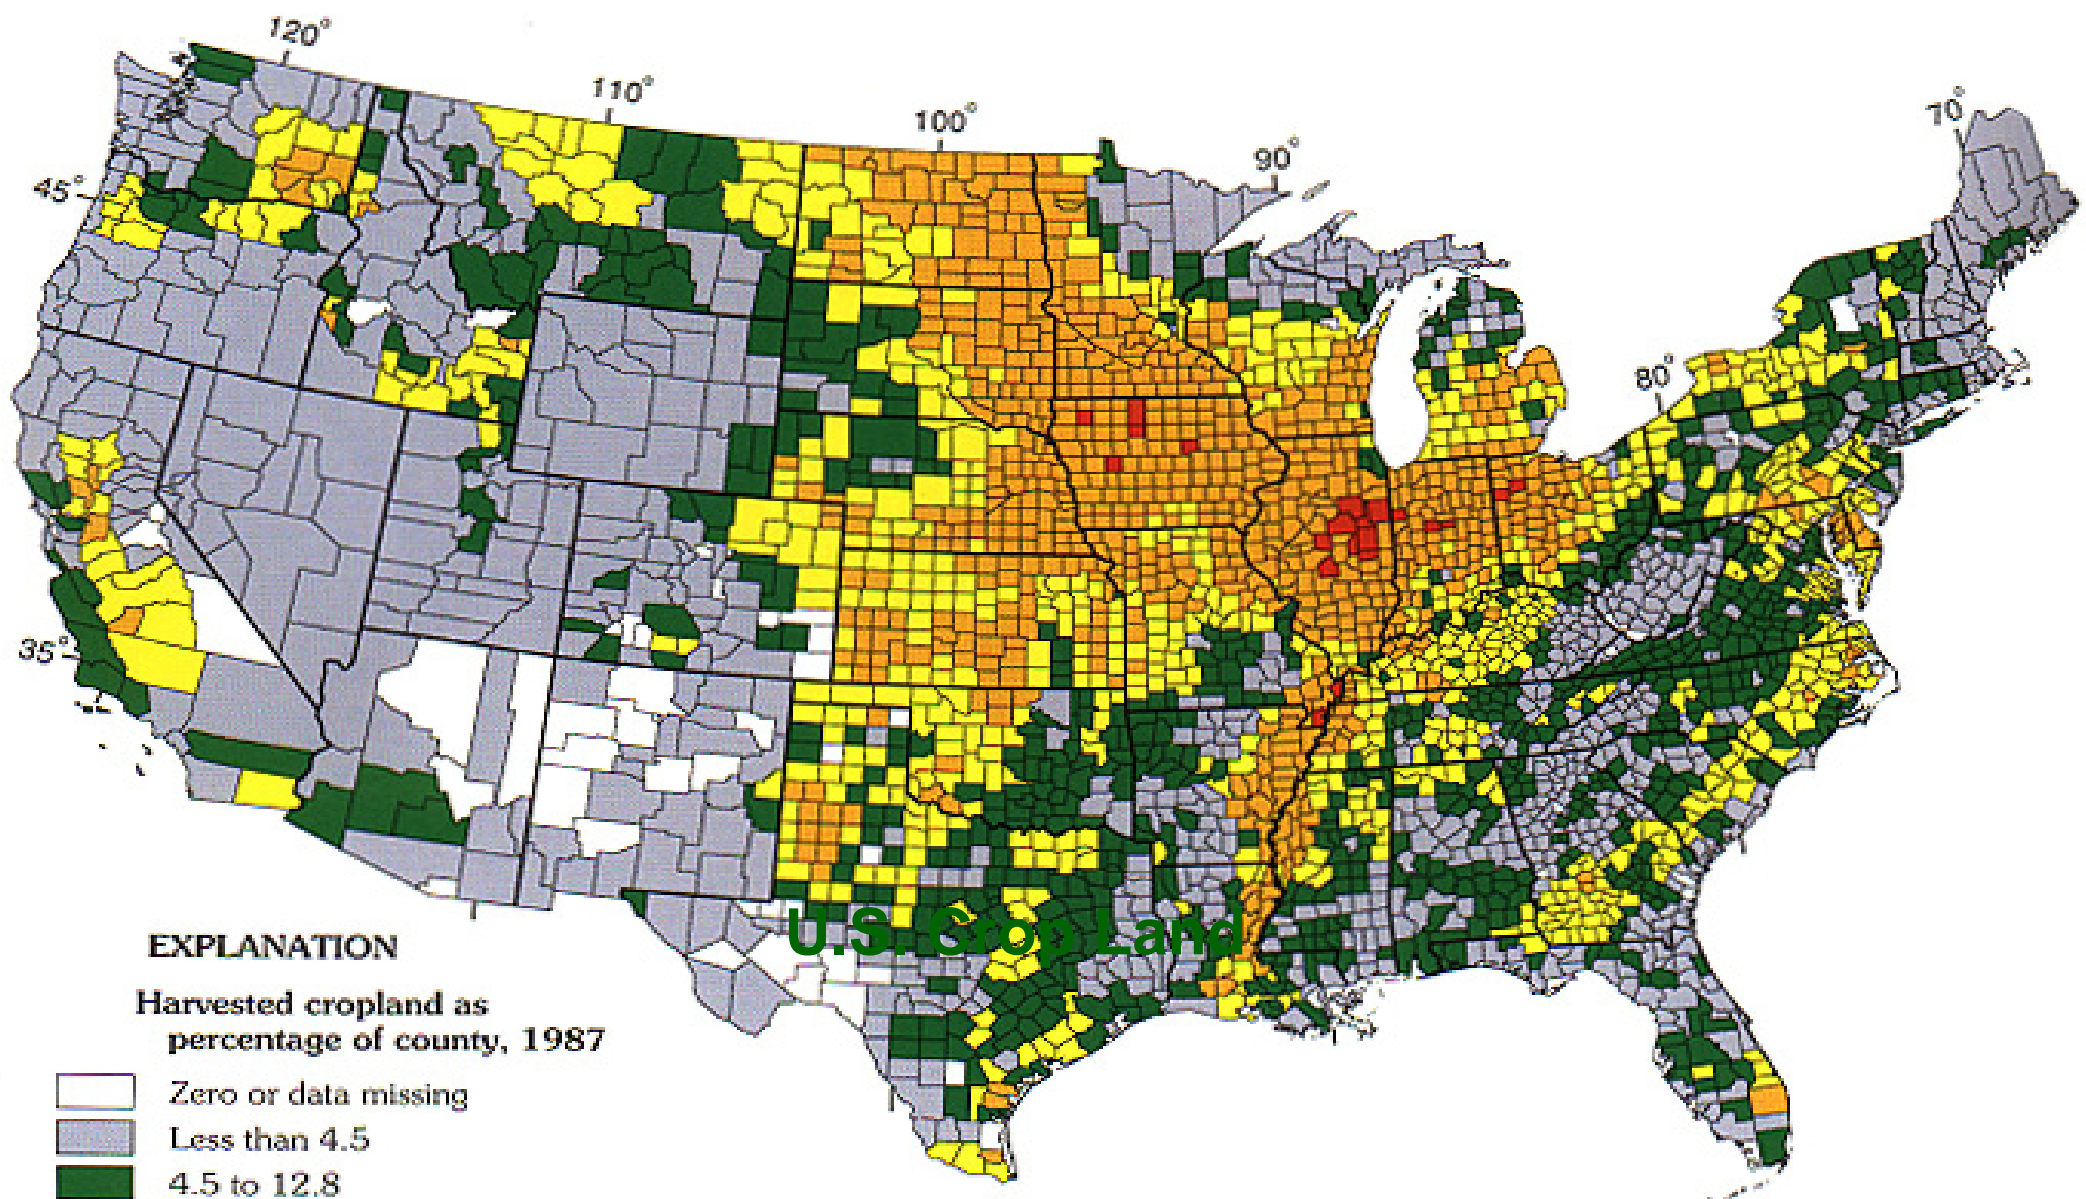 120°
110°
100°
90°
70°
45°
80°
35°
U.S. Crop Land
EXPLANATION
Harvested cropland as
percentage of county, 1987
Zero or data missing
Less than 4.5
4.5 to 12.8